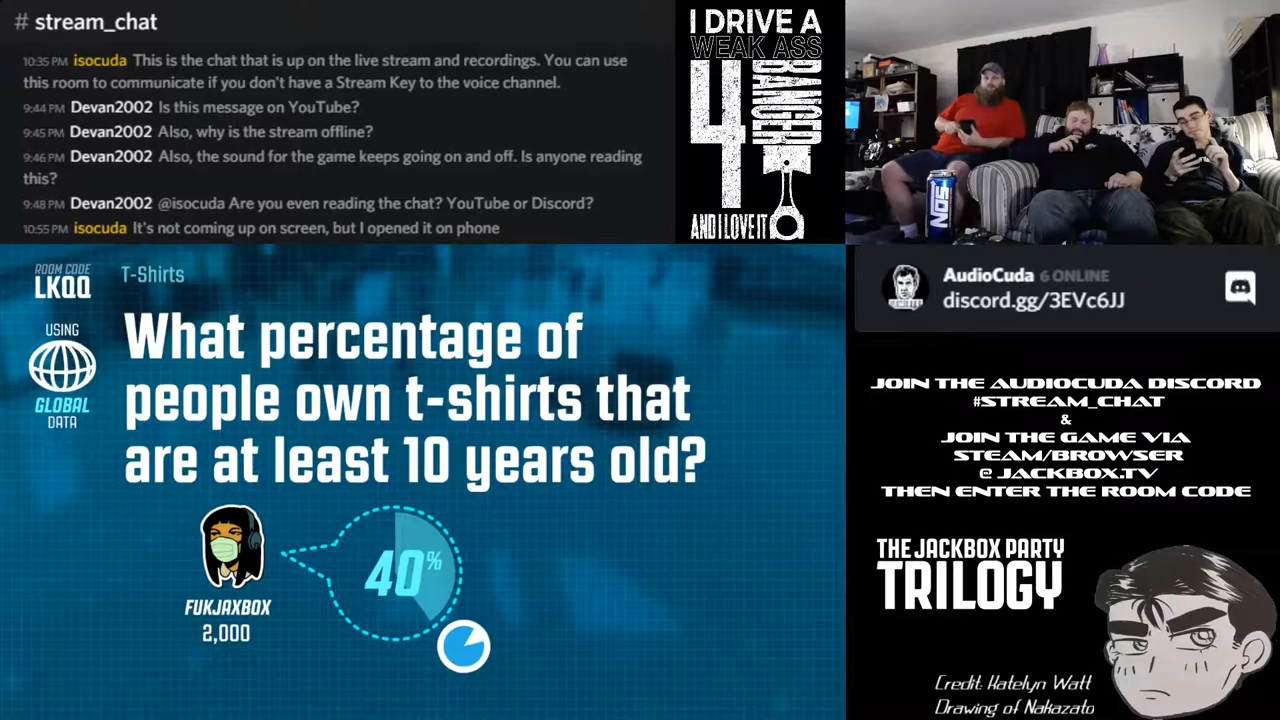 # stream_chat
10:35 PM isocuda This is the chat that is up on the live stream and recordings. You can use
this room to communicate if you don't have a Stream Key to the voice channel.
9:44 PM Devan2002 Is this message on YouTube?
9:45 PM Devan2002 Also, why is the stream offline?
9:46 PM Devan2002 Also, the sound for the game keeps going on and off. Is anyone reading
this?
9:48 PM Devan2002 @isocuda Are you even reading the chat? YouTube or Discord?
10:55 PM isocuda It's not coming up on screen, but I opened it on phone
I DRIVE A
WEAK ASS
4
BANGER
AND I LOVE IT
NOS
ROOM CODE
LKQQ
USING
GLOBAL
DATA
T-Shirts
What percentage of
people own t-shirts that
are at least 10 years old?
40%
FUKJAXBOX
2,000
AudioCuda 6 ONLINE
discord.gg/3EVc6JJ
JOIN THE AUDIOCUDA DISCORD
#STREAM_CHAT
&
JOIN THE GAME VIA
STEAM/BROWSER
@ JACKBOX.TV
THEN ENTER THE ROOM CODE
THE JACKBOX PARTY
TRILOGY
Credit: Katelyn Watt
Drawing of Nakazato